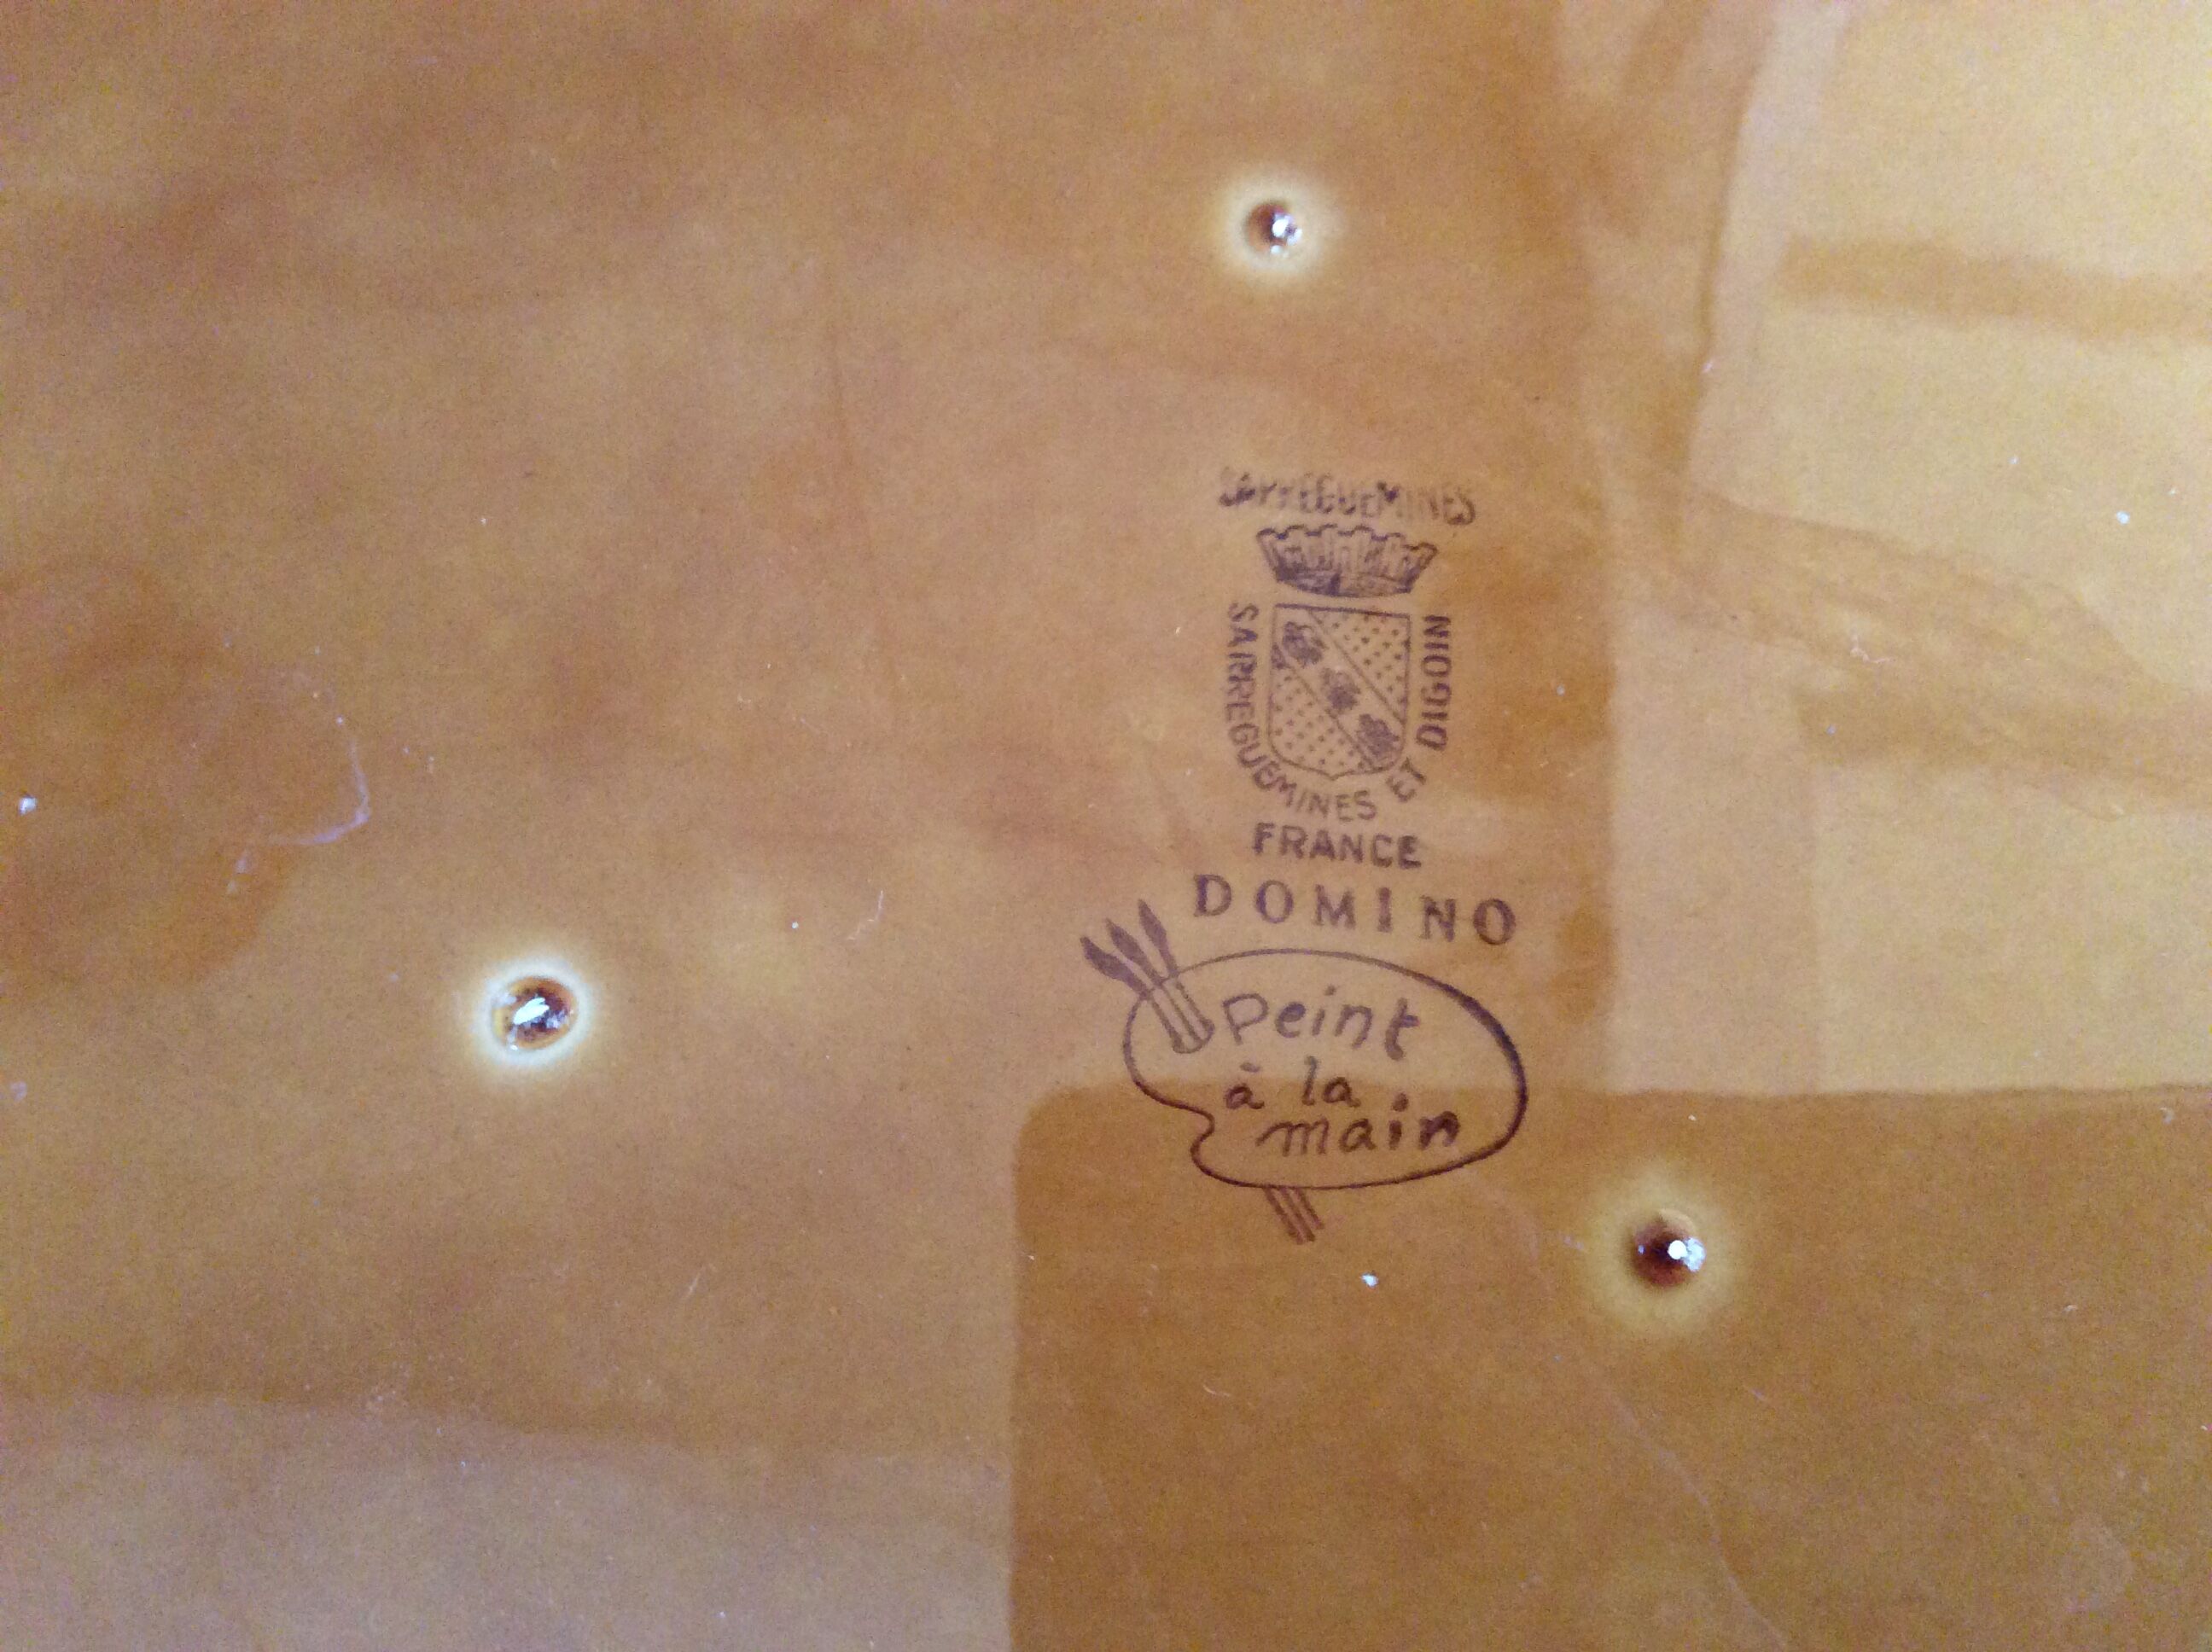 SARREGUEMINES
SARREGUEMINES ET DIGOIN
FRANCE
DOMINO
Peint
à la
main